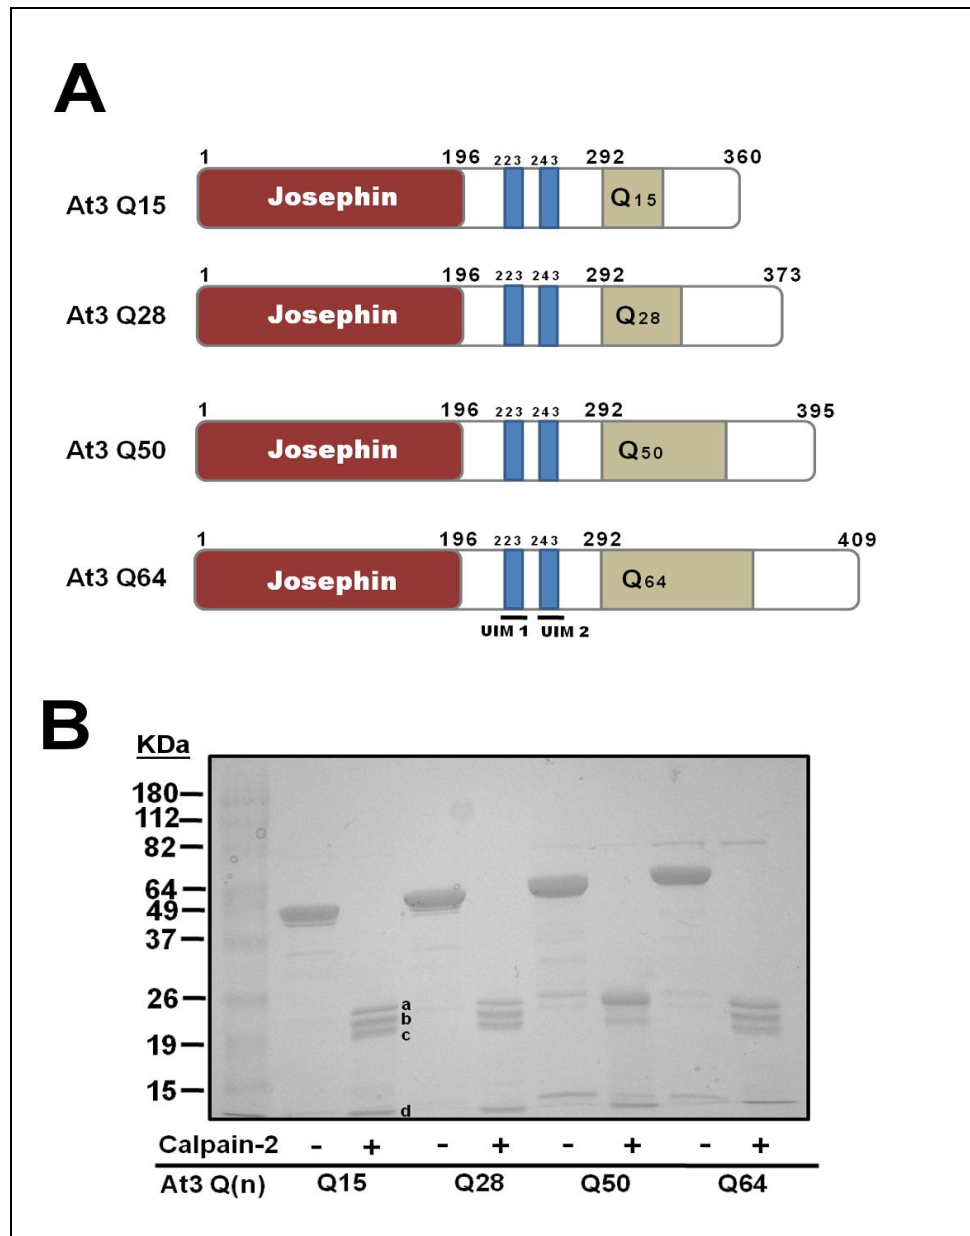 A
1 196 223 243 292 360
At3 Q15 Josephin Q15
1 196 223 243 292 373
At3 Q28 Josephin Q28
1 196 223 243 292 395
At3 Q50 Josephin Q50
1 196 223 243 292 409
At3 Q64 Josephin Q64
UIM 1 UIM 2
B
KDa
180
112
82
64
49
37
26 a
b
c
19
15
d
Calpain-2 - + - + - + - +
At3 Q(n) Q15 Q28 Q50 Q64